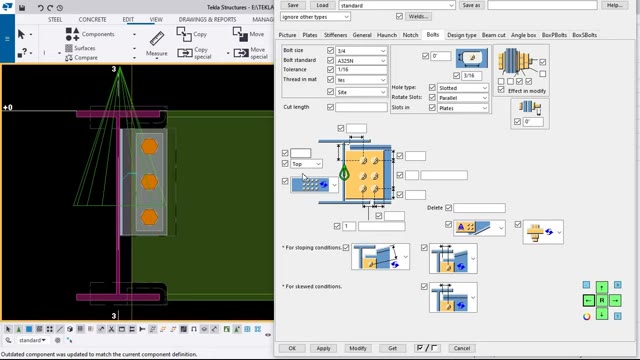 Tekla Structures - E:\TEKLA
STEEL CONCRETE EDIT VIEW DRAWINGS & REPORTS MANAGE
Components
Surfaces
Compare
Copy
Copy special
Move
Move special
3
+0
3
standard
Outdated component was updated to match the current component definition.
Save Load standard Save as Help...
ignore other types Welds...
Picture Plates Stiffeners General Haunch Notch Bolts Design type Beam cut Angle box BoxPBolts BoxSBolts
Bolt size 3/4
Bolt standard A325N
Tolerance 1/16
Thread in mat Yes
Site
Cut length
0"
3/16
Hole type: Slotted
Rotate Slots: Parallel
Slots in Plates
Effect in modify
0"
Top
1
Delete
* For sloping conditions.
* For skewed conditions.
R
OK Apply Modify Get Cancel